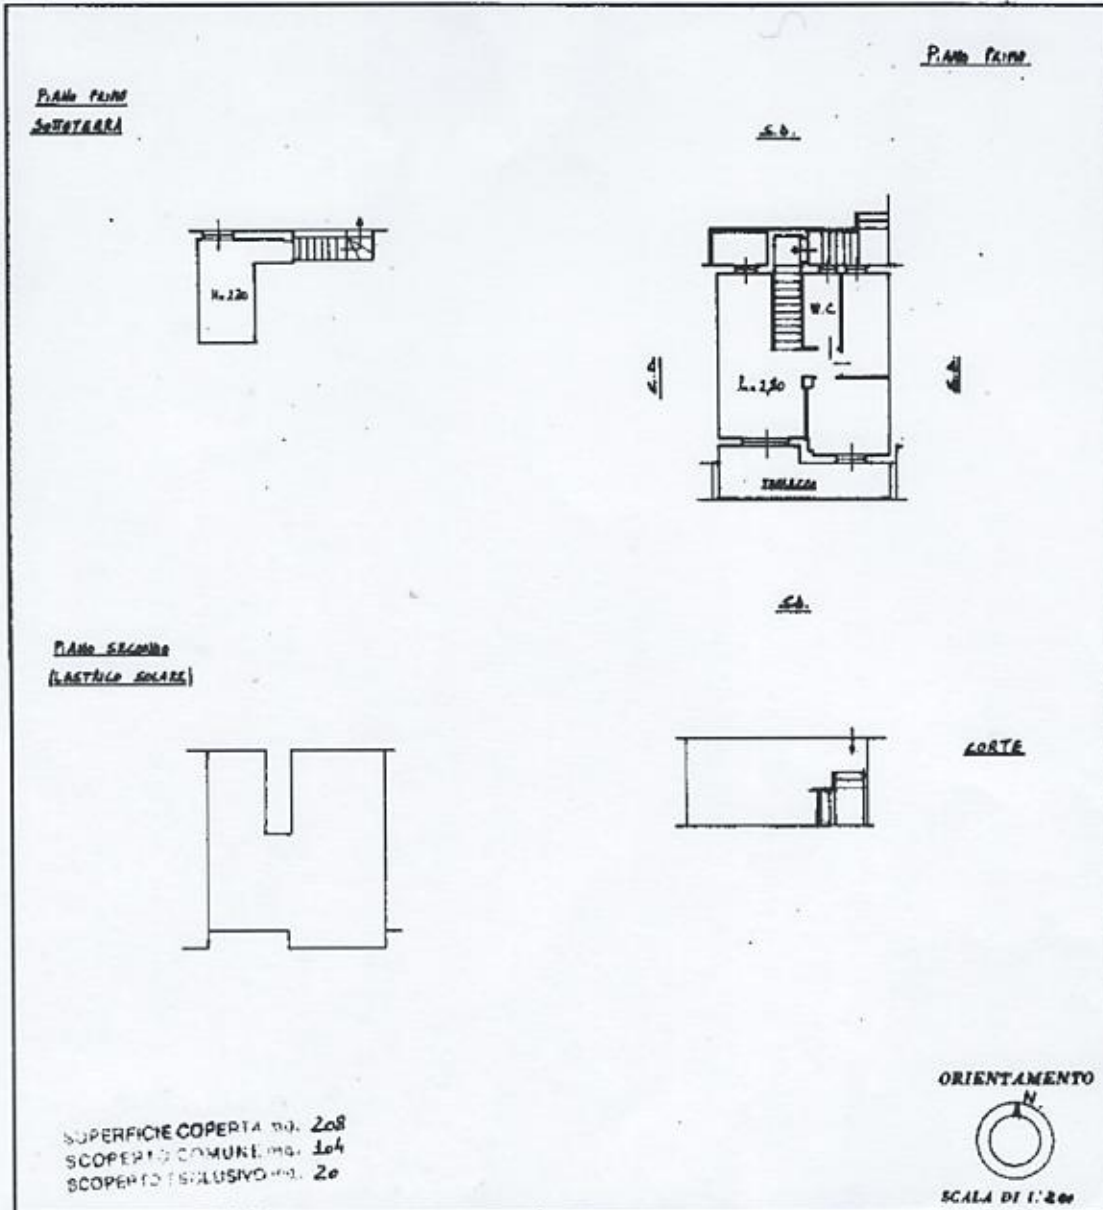 PIANO PRIMO
PIANO PRIMO
SOTTOTERRA
S.D.
H=2.20
W.C.
S.D.
h=2,80
S.D.
TERRAZZA
S.D.
PIANO SECONDO
(LASTRICO SOLARE)
CORTE
ORIENTAMENTO
N.
SUPERFICIE COPERTA mq. 208
SCOPERTO COMUNE mq. 104
SCOPERTO ESCLUSIVO mq. 20
SCALA DI 1:200